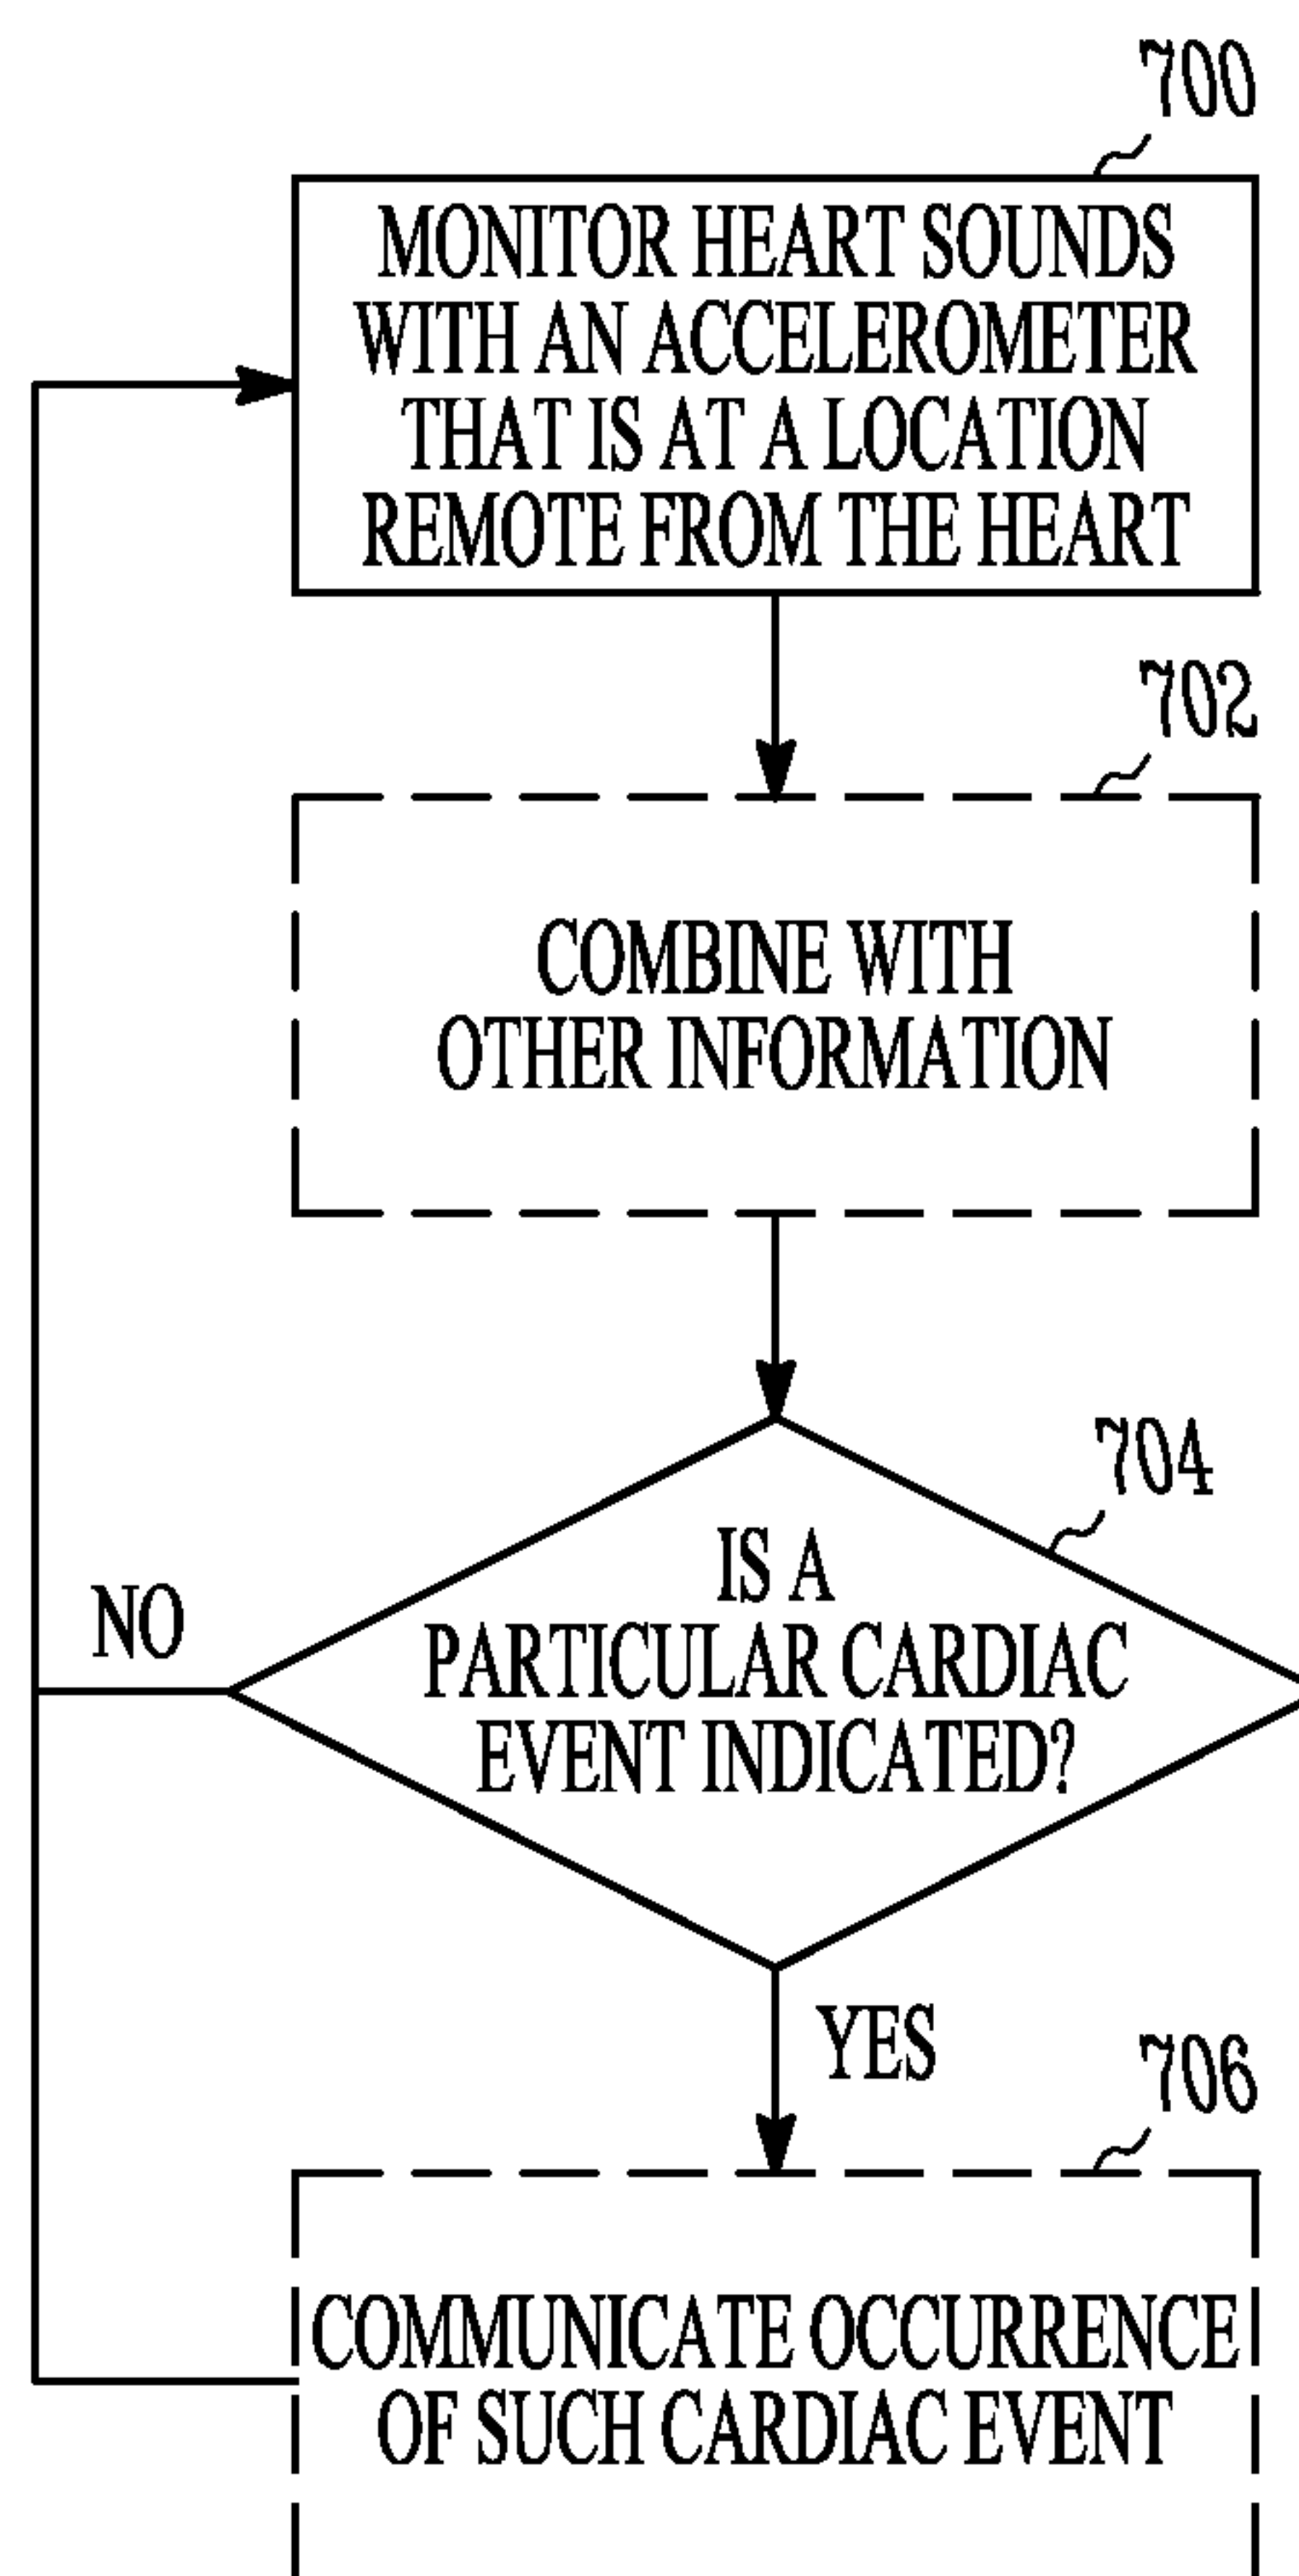 700
MONITOR HEART SOUNDS
WITH AN ACCELEROMETER
THAT IS AT A LOCATION
REMOTE FROM THE HEART
702
COMBINE WITH
OTHER INFORMATION
704
IS A
PARTICULAR CARDIAC
EVENT INDICATED?
NO
YES
706
COMMUNICATE OCCURRENCE
OF SUCH CARDIAC EVENT